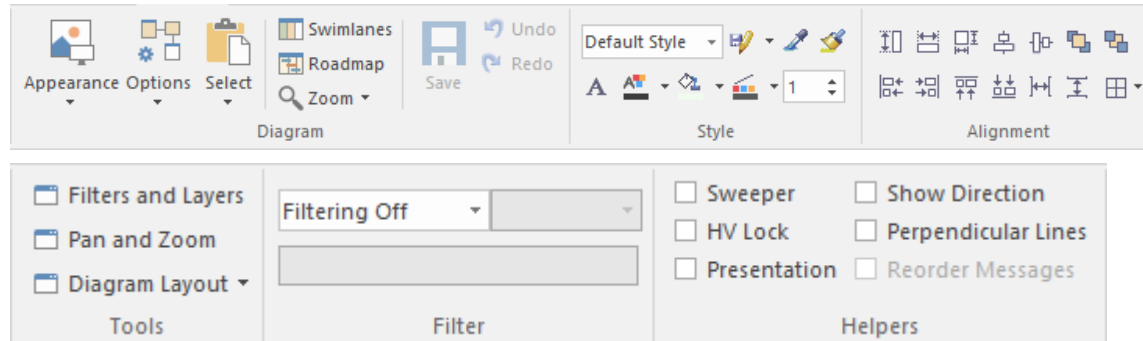 Appearance Options Select
Swimlanes
Roadmap
Zoom
Save
Undo
Redo
Diagram
Default Style
A A 1
Style
Alignment
Filters and Layers
Pan and Zoom
Diagram Layout
Tools
Filtering Off
Filter
Sweeper Show Direction
HV Lock Perpendicular Lines
Presentation Reorder Messages
Helpers